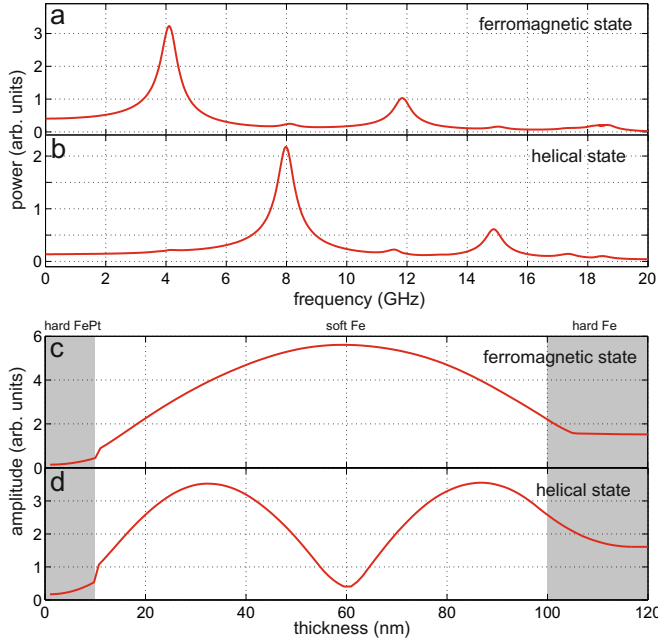 a
ferromagnetic state
3
2
1
0
b
helical state
2
1
0
power (arb. units)
0 2 4 6 8 10 12 14 16 18 20
frequency (GHz)
hard FePt soft Fe hard Fe
c
ferromagnetic state
6
4
2
0
d
helical state
3
2
1
0
amplitude (arb. units)
0 20 40 60 80 100 120
thickness (nm)